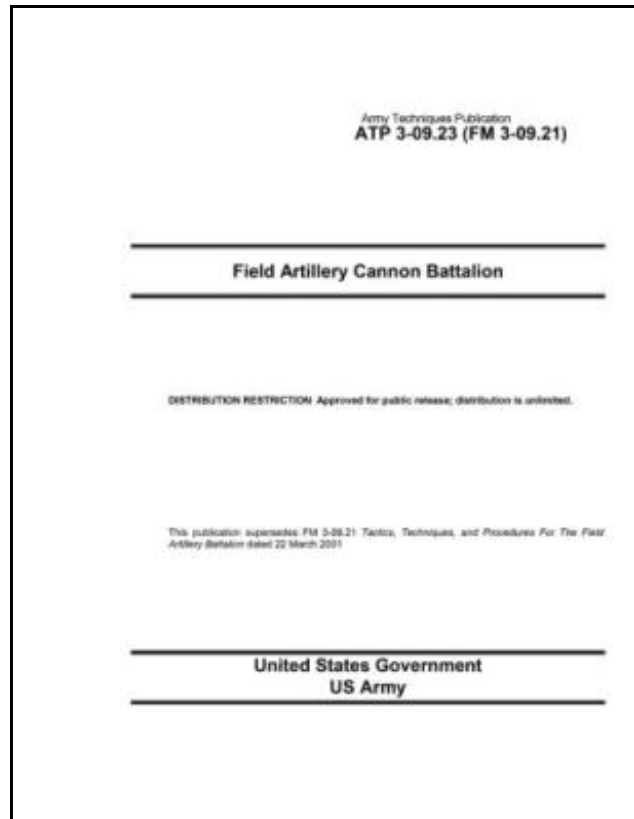 Army Techniques Publication
ATP 3-09.23 (FM 3-09.21)
Field Artillery Cannon Battalion
DISTRIBUTION RESTRICTION Approved for public release; distribution is unlimited.
This publication supersedes FM 3-09.21 Tactics, Techniques, and Procedures For The Field
Artillery Battalion dated 22 March 2001
United States Government
US Army